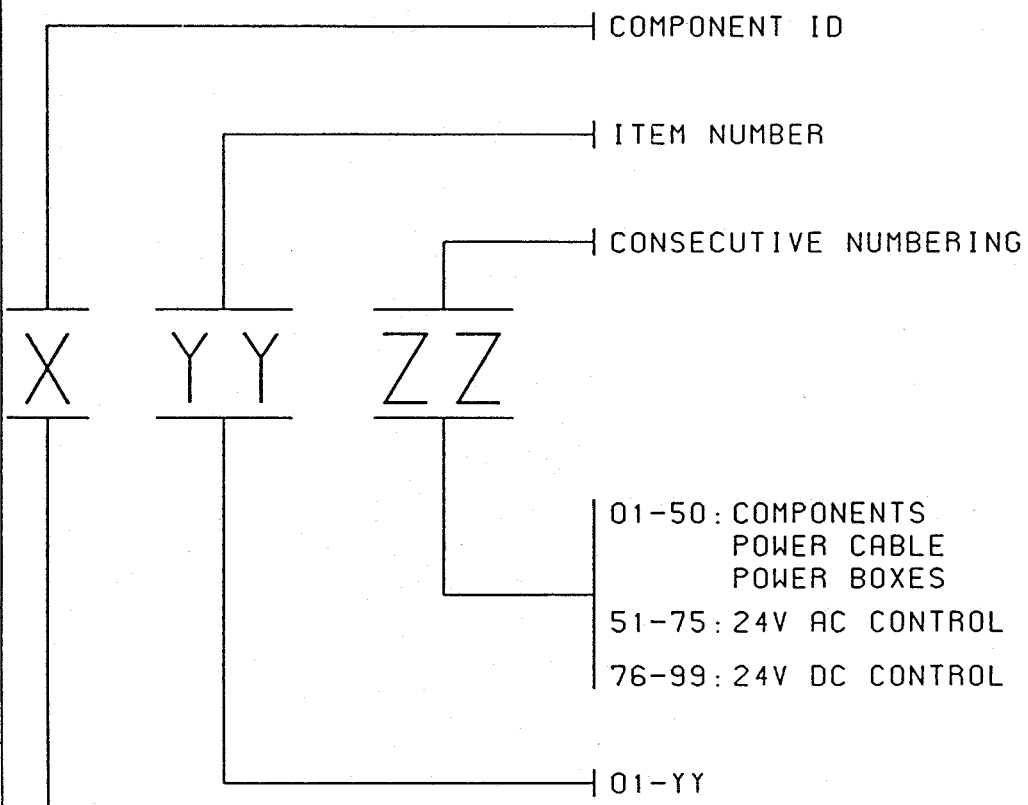 COMPONENT ID
ITEM NUMBER
CONSECUTIVE NUMBERING
X YY ZZ
01-50: COMPONENTS
POWER CABLE
POWER BOXES
51-75: 24V AC CONTROL
76-99: 24V DC CONTROL
01-YY